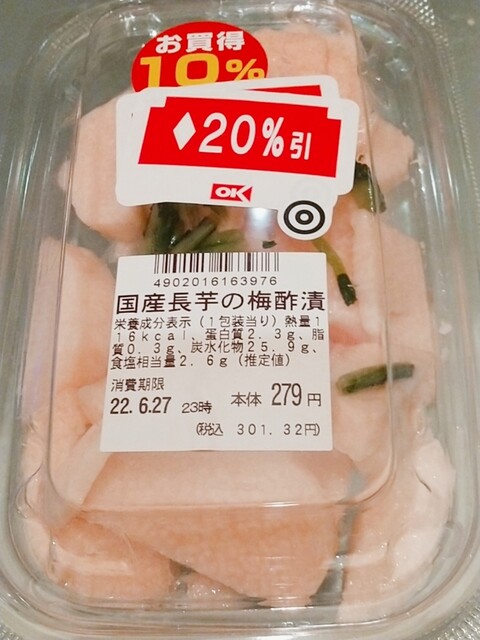 お買得
10%
♦20%引
OK
4902016163976
国産長芋の梅酢漬
栄養成分表示(1包装当り)熱量1
16kcal、蛋白質2.3g、脂
質0.3g、炭水化物25.9g、
食塩相当量2.6g(推定値)
消費期限
22.6.27 23時 本体 279円
(税込 301.32円)